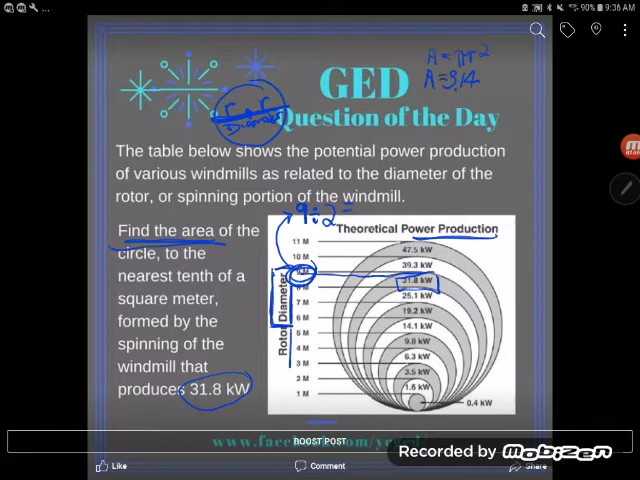 90% 9:36 AM
A = πr²
A = 3.14
GED
r r
Diameter
Question of the Day
The table below shows the potential power production
of various windmills as related to the diameter of the
rotor, or spinning portion of the windmill.
9÷2=
Find the area of the
circle, to the
nearest tenth of a
square meter,
formed by the
spinning of the
windmill that
produces 31.8 kW
Theoretical Power Production
Rotor Diameter
11 M
10 M
9 M
8 M
7 M
6 M
5 M
4 M
3 M
2 M
1 M
47.5 kW
39.3 kW
31.8 kW
25.1 kW
19.2 kW
14.1 kW
9.8 kW
6.3 kW
3.5 kW
1.6 kW
0.4 kW
BOOST POST
Recorded by
mobizen
Like
Comment
Share